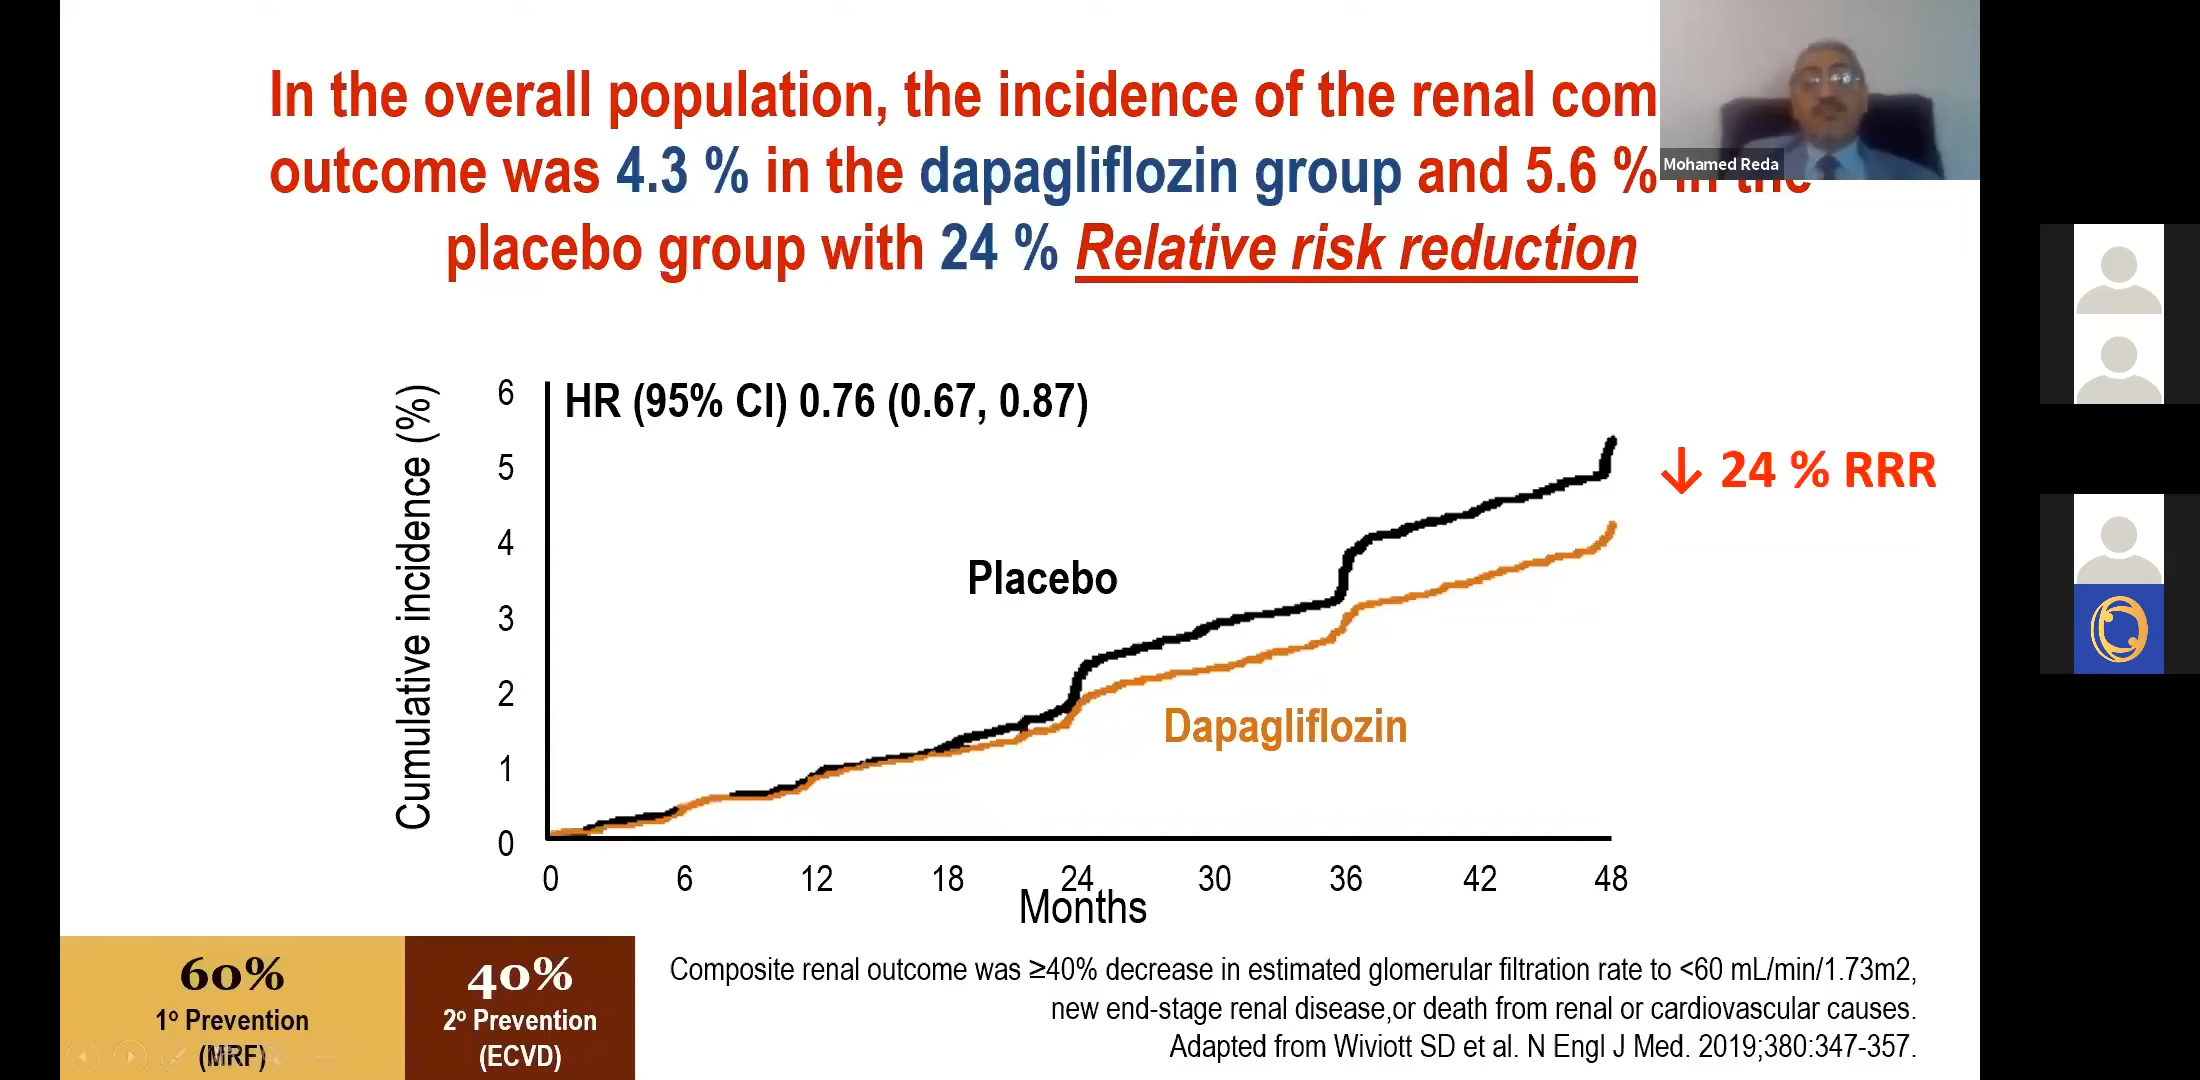 In the overall population, the incidence of the renal com
outcome was 4.3 % in the dapagliflozin group and 5.6 % in the
placebo group with 24 % Relative risk reduction
Mohamed Reda
HR (95% CI) 0.76 (0.67, 0.87)
↓ 24 % RRR
Cumulative incidence (%)
6
5
4
3
2
1
0
Placebo
Dapagliflozin
0 6 12 18 24 30 36 42 48
Months
60%
1º Prevention
(MRF)
40%
2º Prevention
(ECVD)
Composite renal outcome was ≥40% decrease in estimated glomerular filtration rate to <60 mL/min/1.73m2,
new end-stage renal disease,or death from renal or cardiovascular causes.
Adapted from Wiviott SD et al. N Engl J Med. 2019;380:347-357.